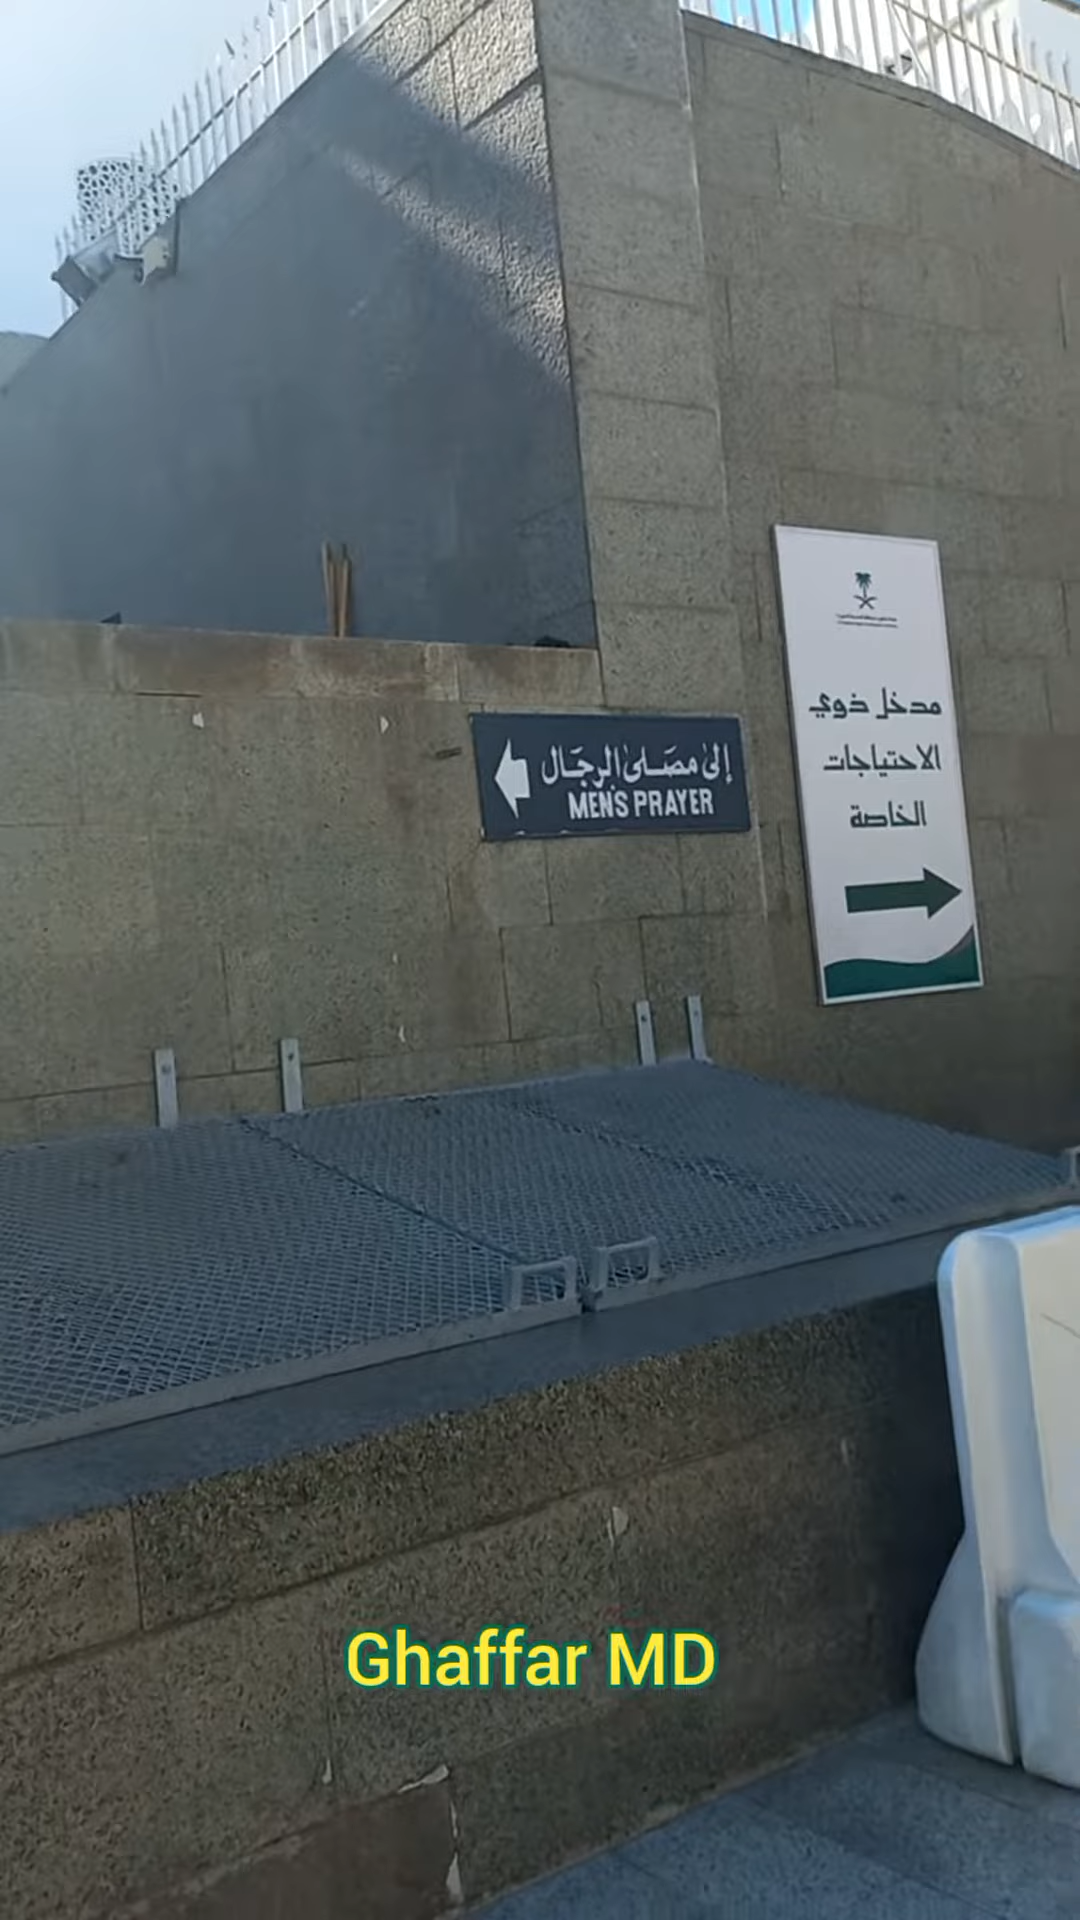 إلى مصلى الرجال
MEN'S PRAYER
مدخل ذوي
الاحتياجات
الخاصة
Ghaffar MD